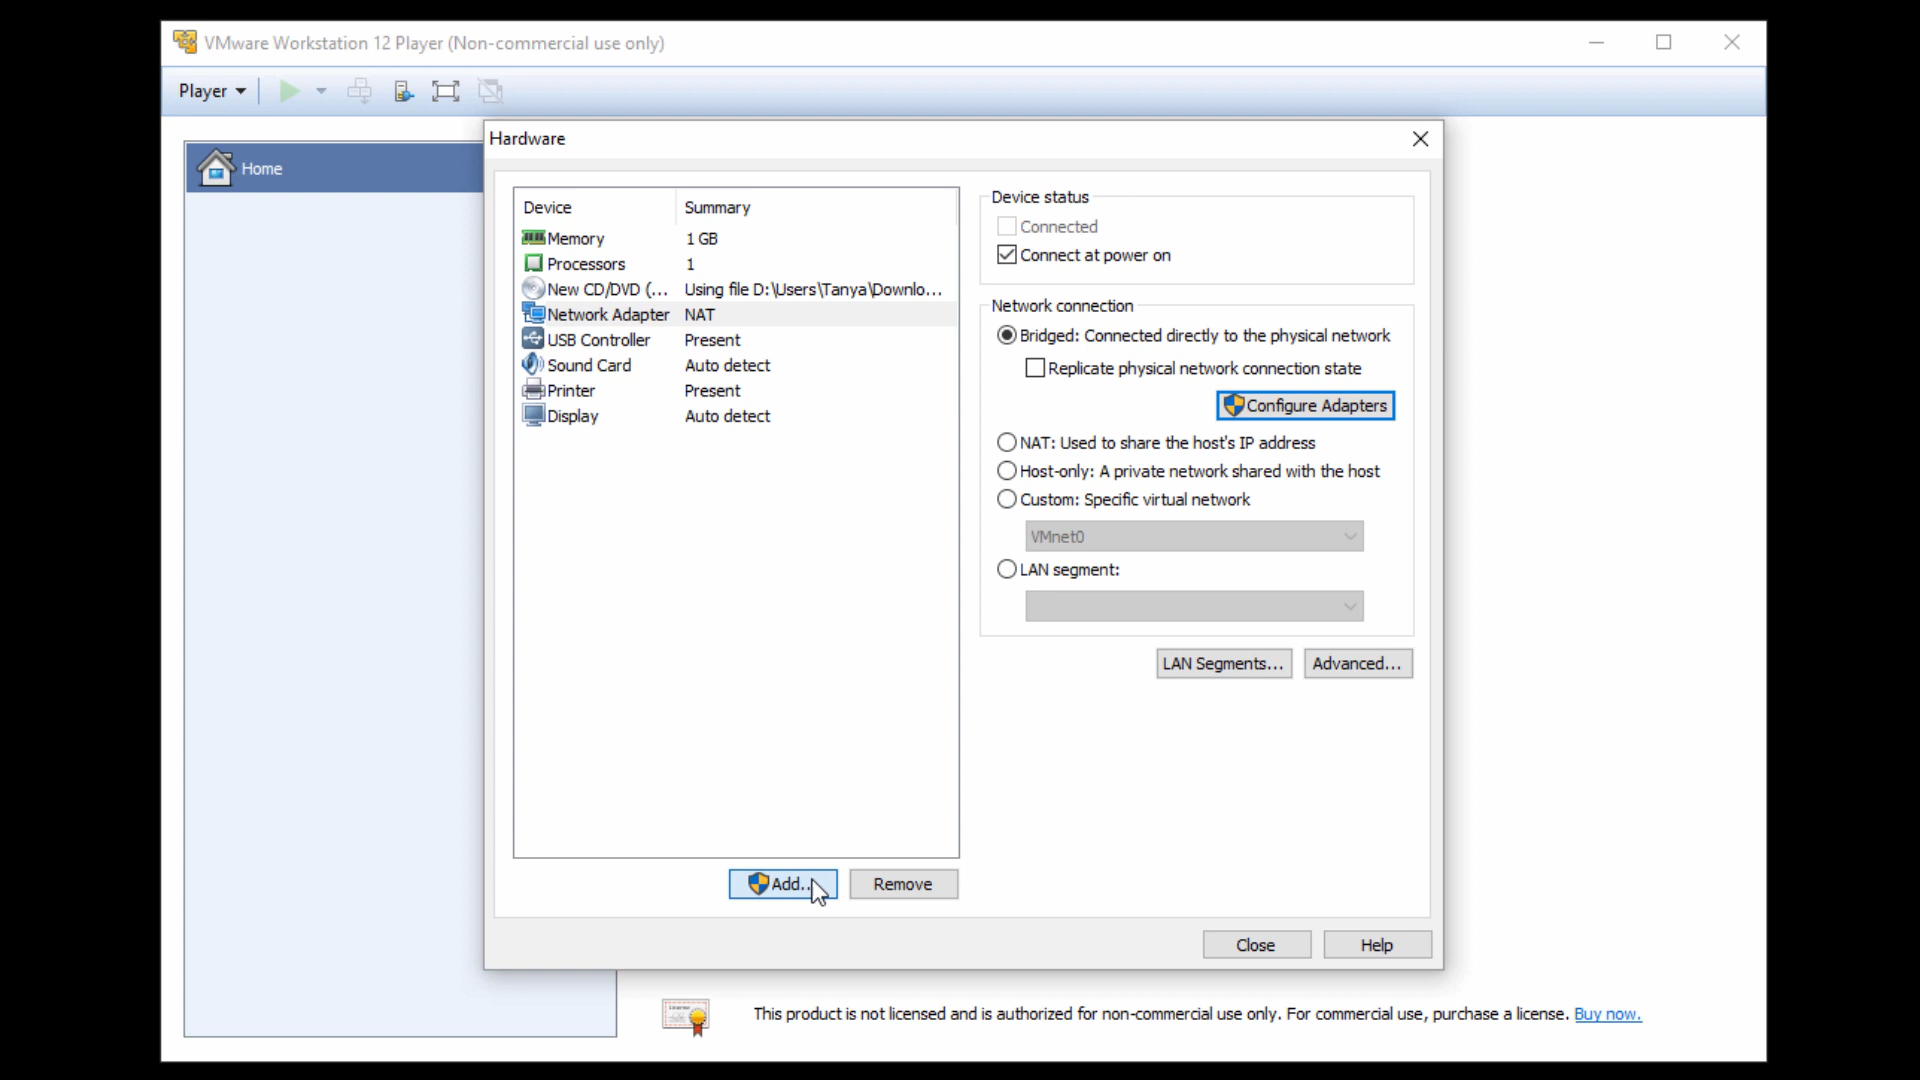 VMware Workstation 12 Player (Non-commercial use only)
Player
Home
Hardware
Device Summary
Memory 1 GB
Processors 1
New CD/DVD (... Using file D:\Users\Tanya\Downlo...
Network Adapter NAT
USB Controller Present
Sound Card Auto detect
Printer Present
Display Auto detect
Add...
Remove
Device status
Connected
Connect at power on
Network connection
Bridged: Connected directly to the physical network
Replicate physical network connection state
Configure Adapters
NAT: Used to share the host's IP address
Host-only: A private network shared with the host
Custom: Specific virtual network
VMnet0
LAN segment:
LAN Segments...
Advanced...
Close
Help
This product is not licensed and is authorized for non-commercial use only. For commercial use, purchase a license. Buy now.